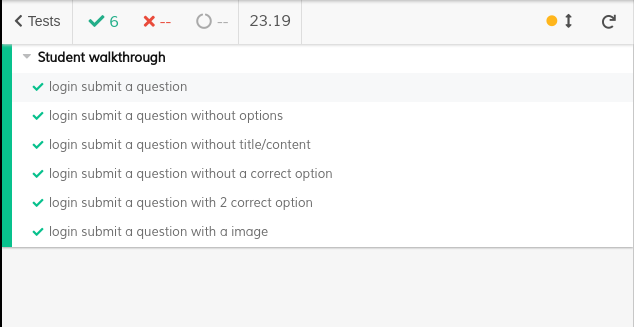 Tests 6 -- -- 23.19
Student walkthrough
login submit a question
login submit a question without options
login submit a question without title/content
login submit a question without a correct option
login submit a question with 2 correct option
login submit a question with a image